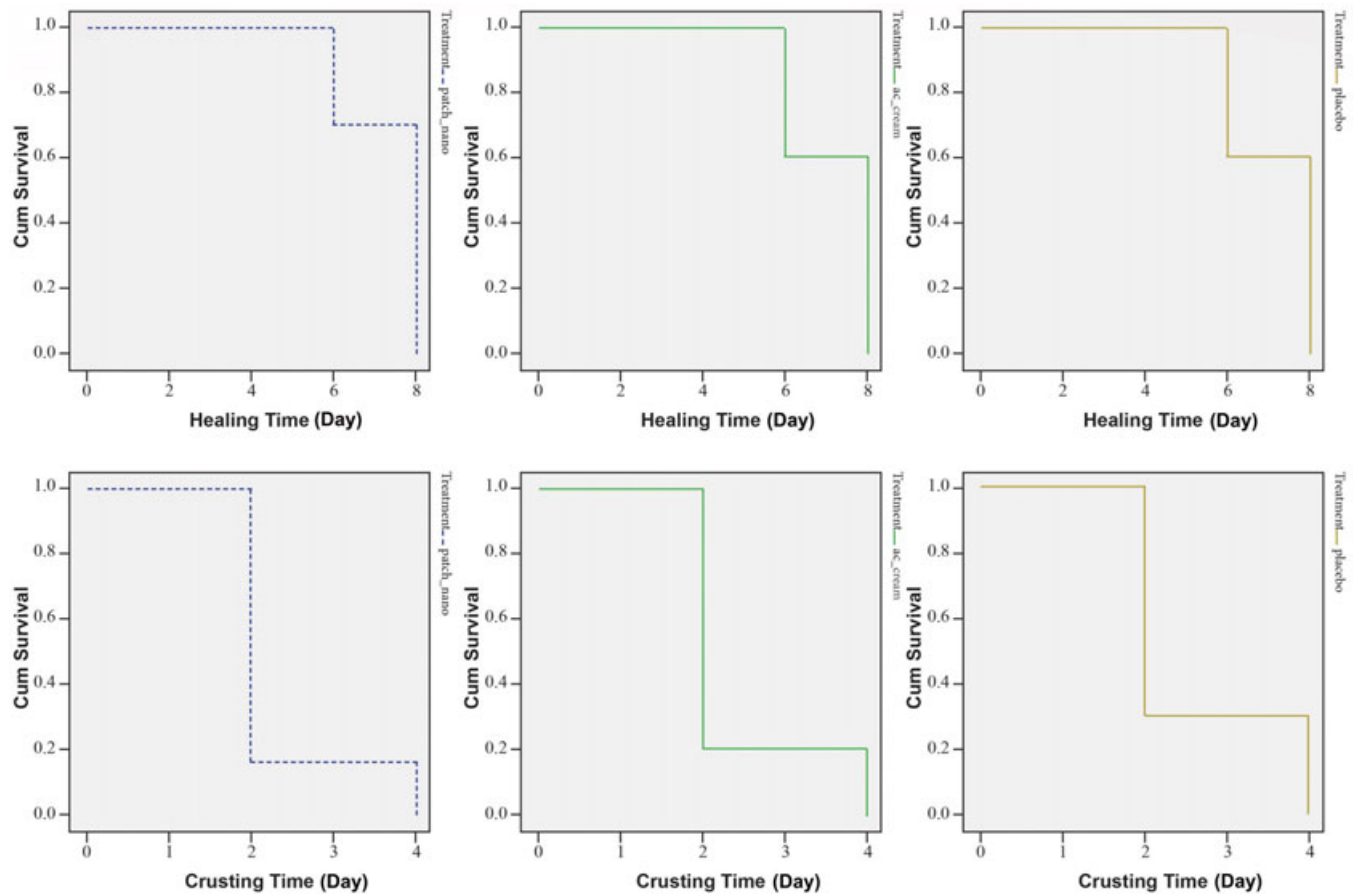 1.0
0.8
0.6
0.4
0.2
0.0
Cum Survival
0 2 4 6 8
Healing Time (Day)
Treatment
patch_nano
1.0
0.8
0.6
0.4
0.2
0.0
Cum Survival
0 2 4 6 8
Healing Time (Day)
Treatment
ac_cream
1.0
0.8
0.6
0.4
0.2
0.0
Cum Survival
0 2 4 6 8
Healing Time (Day)
Treatment
placebo
1.0
0.8
0.6
0.4
0.2
0.0
Cum Survival
0 1 2 3 4
Crusting Time (Day)
Treatment
patch_nano
1.0
0.8
0.6
0.4
0.2
0.0
Cum Survival
0 1 2 3 4
Crusting Time (Day)
Treatment
ac_cream
1.0
0.8
0.6
0.4
0.2
0.0
Cum Survival
0 1 2 3 4
Crusting Time (Day)
Treatment
placebo